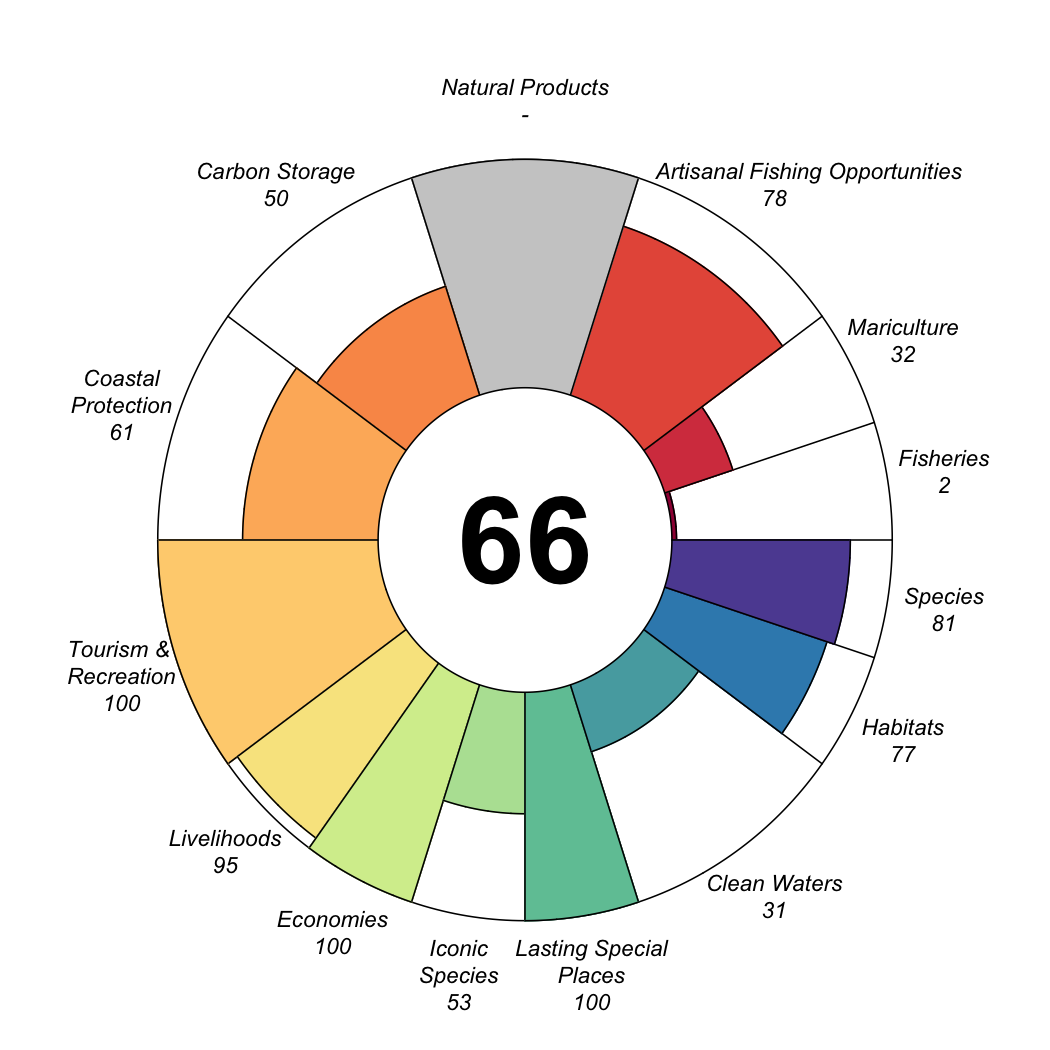 Natural Products
-
Artisanal Fishing Opportunities
78
Carbon Storage
50
Mariculture
32
Coastal
Protection
61
Fisheries
2
66
Species
81
Tourism &
Recreation
100
Habitats
77
Livelihoods
95
Clean Waters
31
Economies
100
Iconic
Species
53
Lasting Special
Places
100